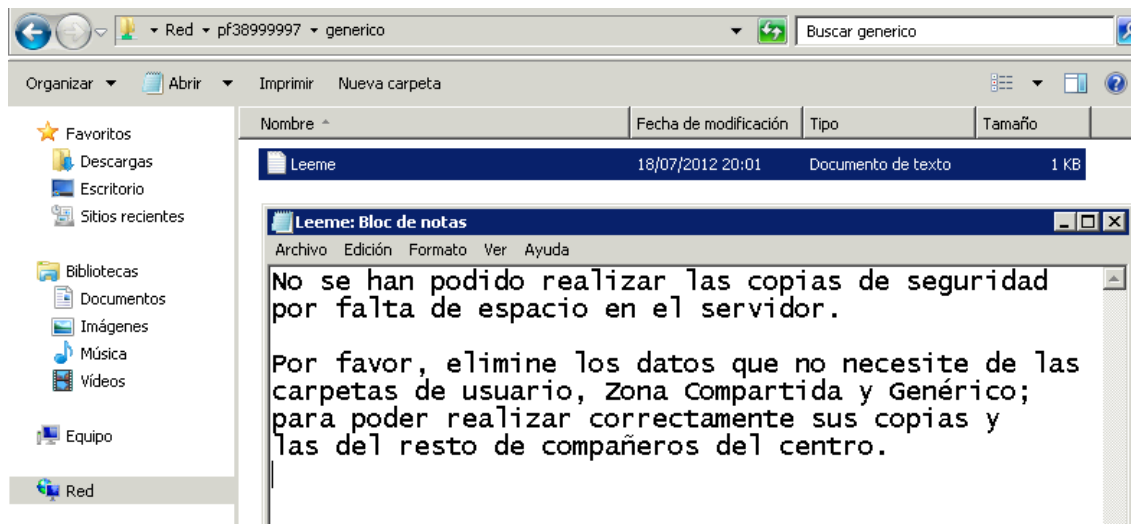 Red pf38999997 generico
Buscar generico
Organizar Abrir Imprimir Nueva carpeta
Nombre Fecha de modificación Tipo Tamaño
Favoritos
Descargas
Escritorio
Sitios recientes
Bibliotecas
Documentos
Imágenes
Música
Vídeos
Equipo
Red
Leeme 18/07/2012 20:01 Documento de texto 1 KB
Leeme: Bloc de notas
Archivo Edición Formato Ver Ayuda
No se han podido realizar las copias de seguridad
por falta de espacio en el servidor.
Por favor, elimine los datos que no necesite de las
carpetas de usuario, Zona Compartida y Genérico;
para poder realizar correctamente sus copias y
las del resto de compañeros del centro.